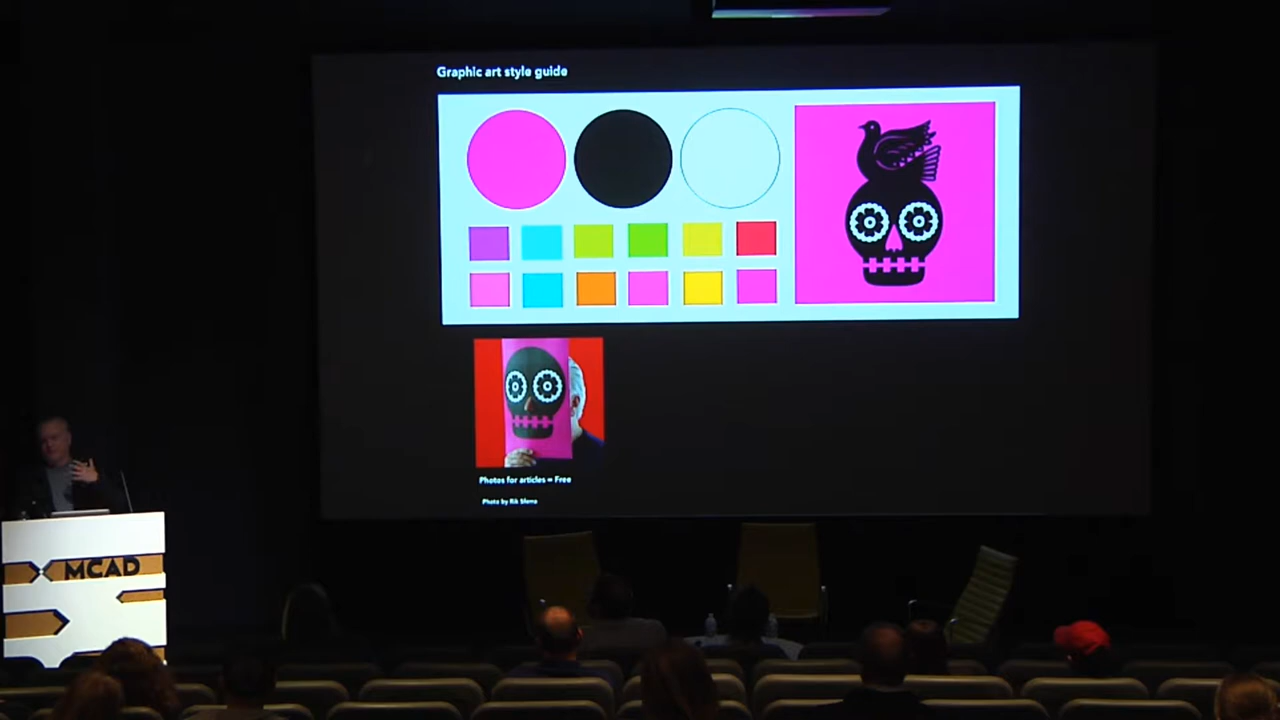 Graphic art style guide
Photos for articles = Free
Photo by Rik Sferra
MCAD